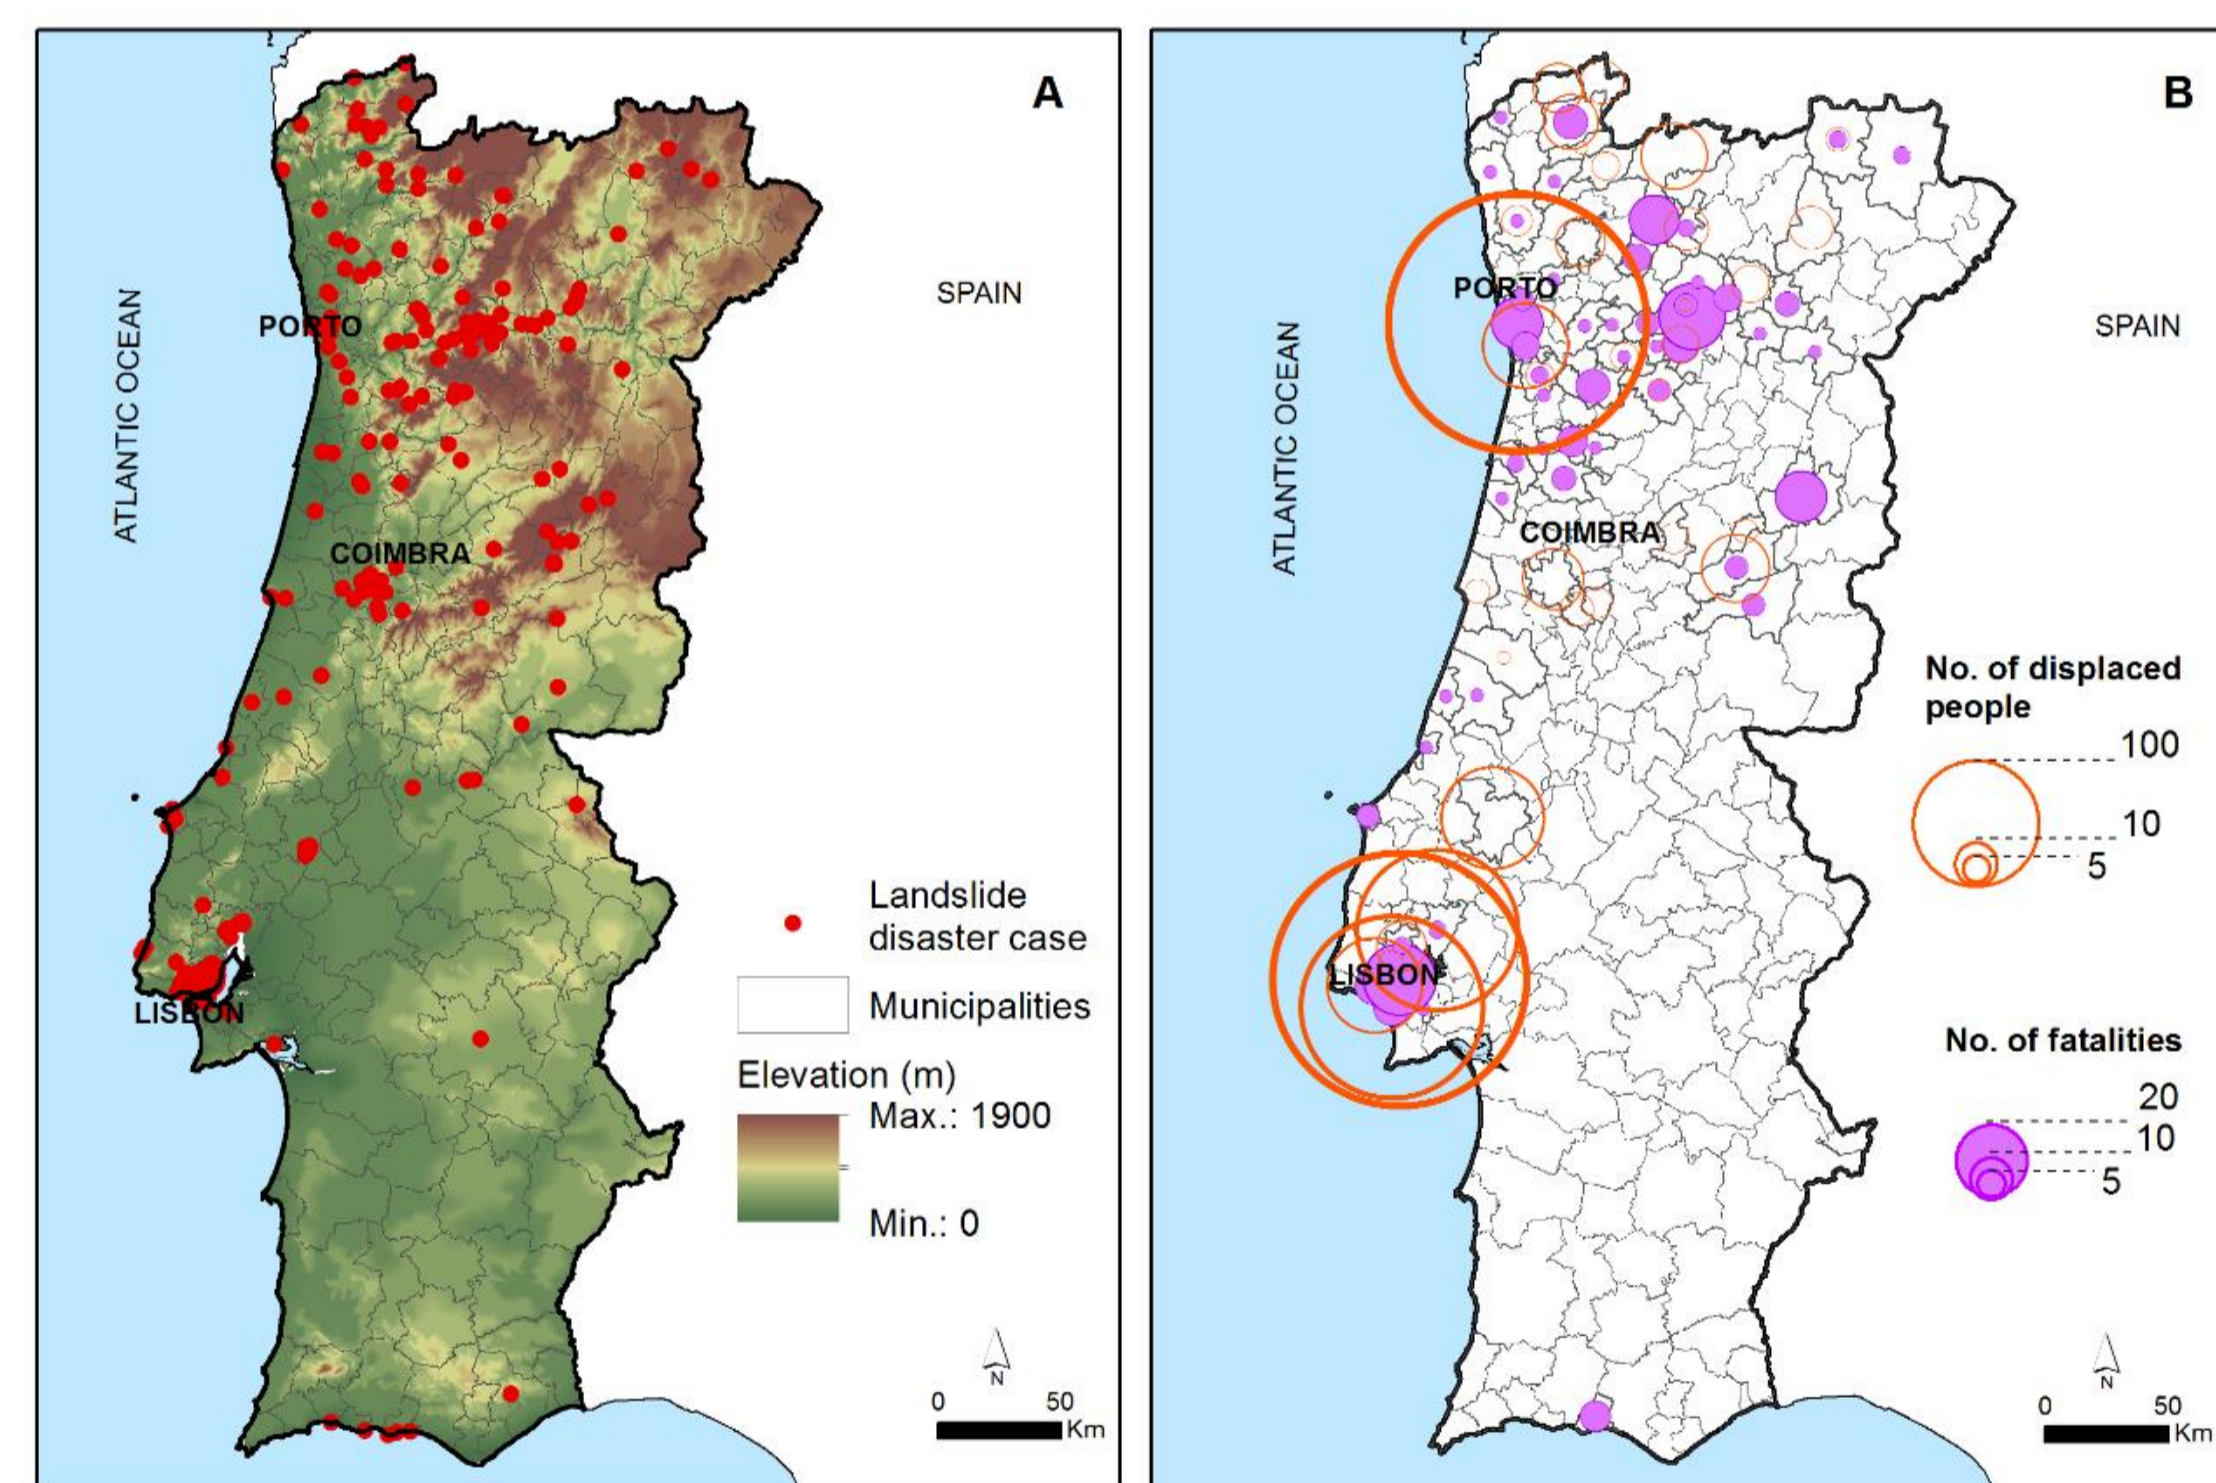 A
SPAIN
PORTO
ATLANTIC OCEAN
COIMBRA
LISBON
Landslide
disaster case
Municipalities
Elevation (m)
Max.: 1900
Min.: 0
N
0 50
Km
B
PORTO
SPAIN
ATLANTIC OCEAN
COIMBRA
LISBON
No. of displaced
people
100
10
5
No. of fatalities
20
10
5
N
0 50
Km